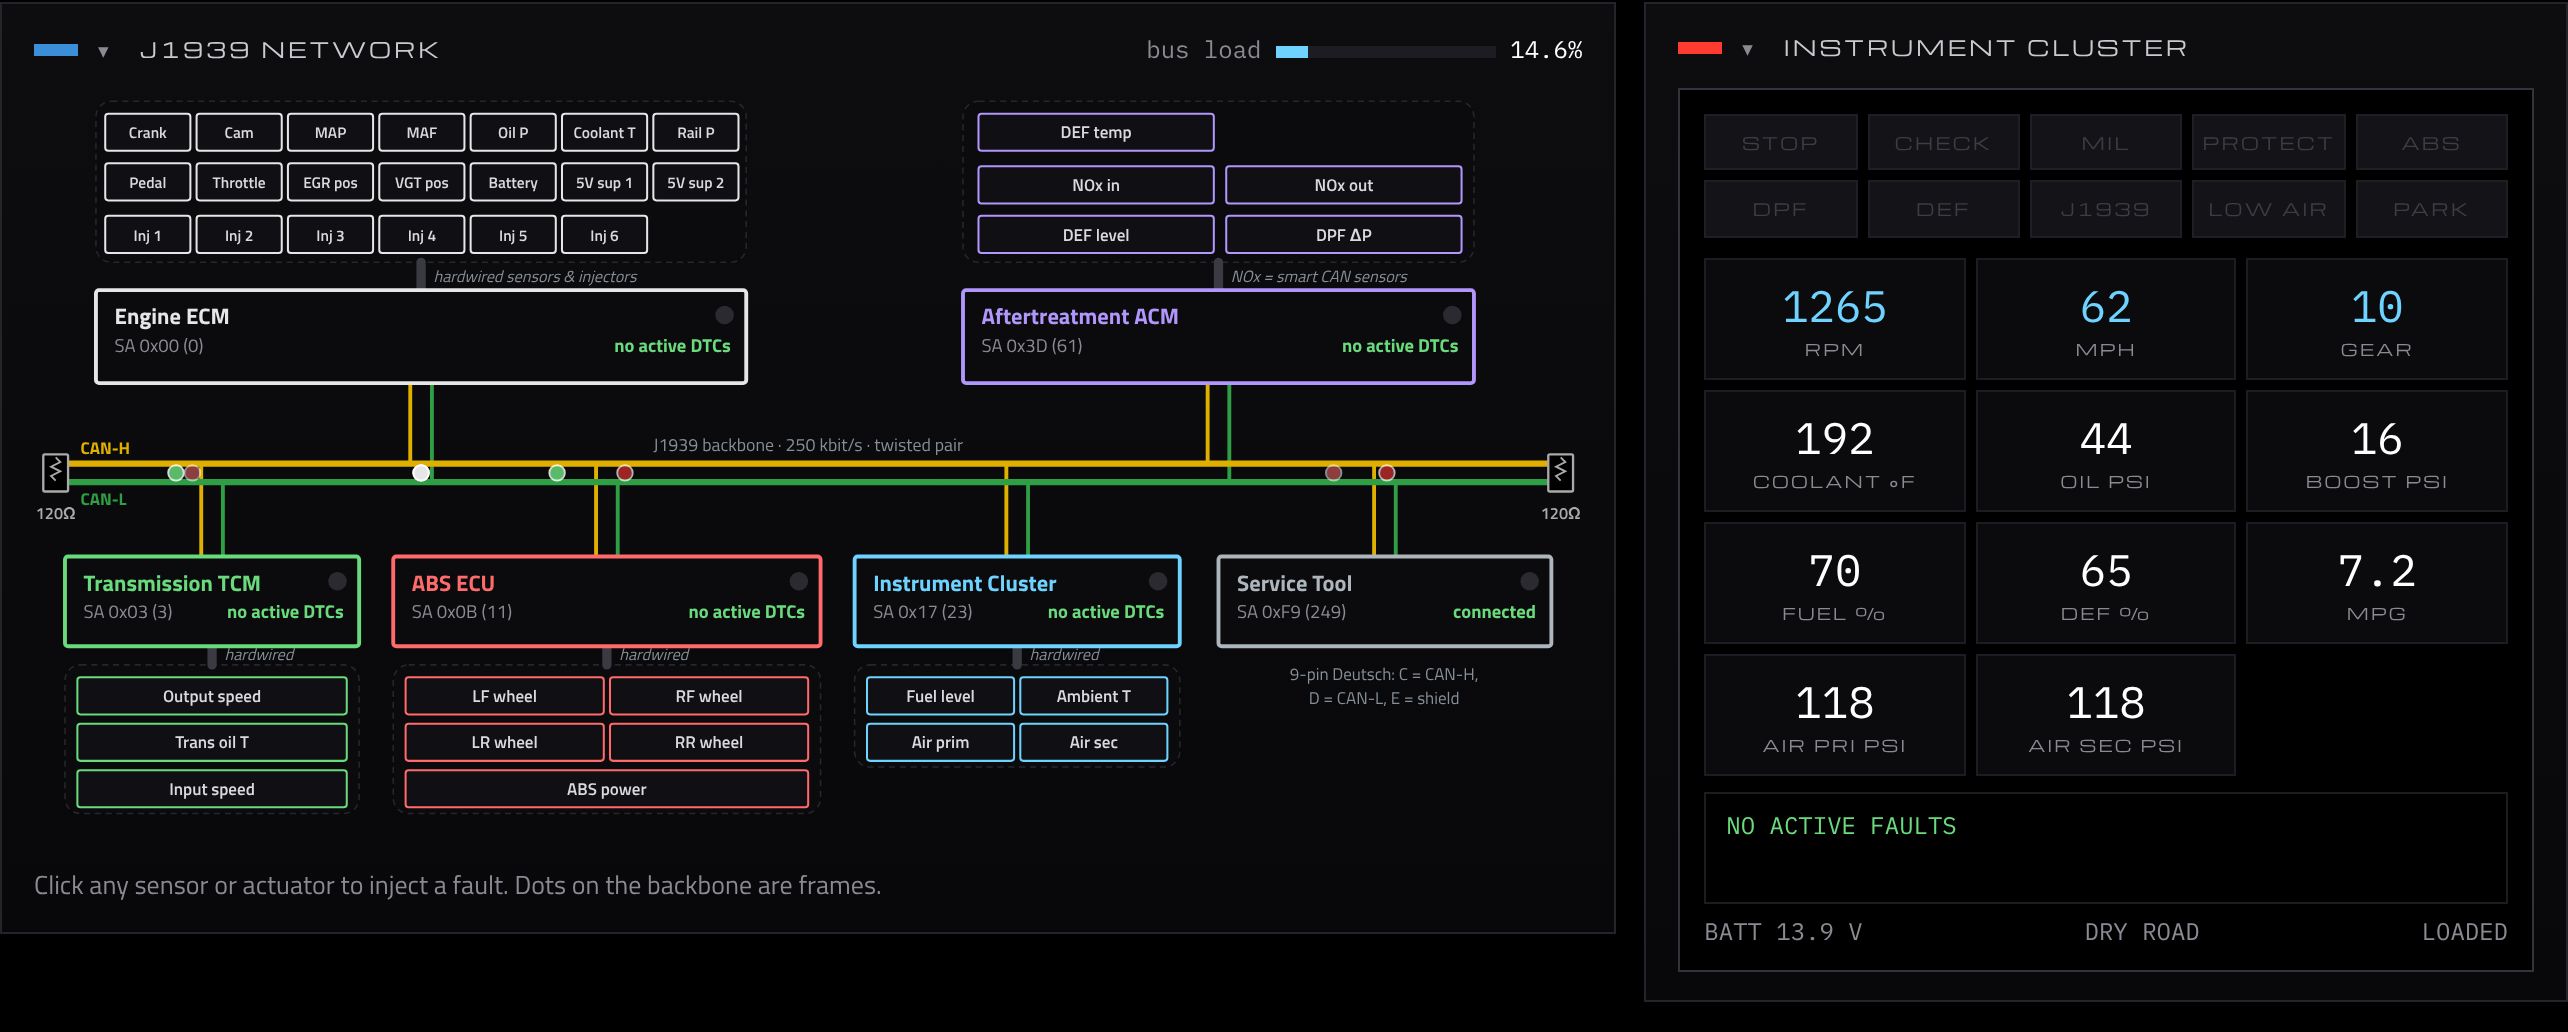 ▼ J1939 NETWORK
bus load 14.6%
Crank Cam MAP MAF Oil P Coolant T Rail P
Pedal Throttle EGR pos VGT pos Battery 5V sup 1 5V sup 2
Inj 1 Inj 2 Inj 3 Inj 4 Inj 5 Inj 6
hardwired sensors & injectors
DEF temp
NOx in NOx out
DEF level DPF ΔP
NOx = smart CAN sensors
Engine ECM
SA 0x00 (0) no active DTCs
Aftertreatment ACM
SA 0x3D (61) no active DTCs
J1939 backbone · 250 kbit/s · twisted pair
CAN-H
CAN-L
120Ω
120Ω
Transmission TCM
SA 0x03 (3) no active DTCs
hardwired
Output speed
Trans oil T
Input speed
ABS ECU
SA 0x0B (11) no active DTCs
hardwired
LF wheel RF wheel
LR wheel RR wheel
ABS power
Instrument Cluster
SA 0x17 (23) no active DTCs
hardwired
Fuel level Ambient T
Air prim Air sec
Service Tool
SA 0xF9 (249) connected
9-pin Deutsch: C = CAN-H,
D = CAN-L, E = shield
Click any sensor or actuator to inject a fault. Dots on the backbone are frames.
▼ INSTRUMENT CLUSTER
STOP CHECK MIL PROTECT ABS
DPF DEF J1939 LOW AIR PARK
1265 62 10
RPM MPH GEAR
192 44 16
COOLANT °F OIL PSI BOOST PSI
70 65 7.2
FUEL % DEF % MPG
118 118
AIR PRI PSI AIR SEC PSI
NO ACTIVE FAULTS
BATT 13.9 V DRY ROAD LOADED